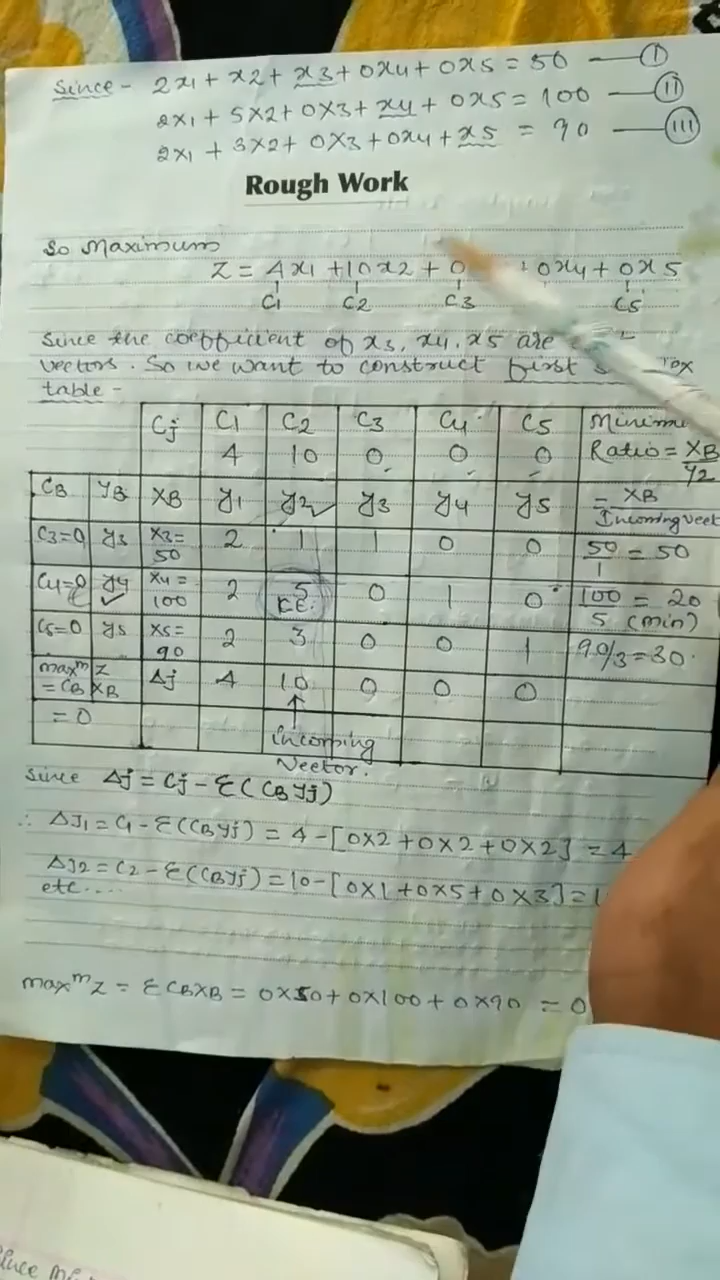 Since - 2x1 + x2 + x3 + 0x4 + 0x5 = 50 — (I)
2x1 + 5x2 + 0x3 + x4 + 0x5 = 100 — (II)
2x1 + 3x2 + 0x3 + 0x4 + x5 = 90 — (III)
Rough Work
So Maximum
Z = 4x1 + 10x2 + 0 + 0x4 + 0x5
C1 C2 C3 C5
Since the coefficient of x3, x4, x5 are
vectors. So we want to construct first
table -
Cj C1 C2 C3 C4 C5
4 10 0 0 0 Ratio = XB/y2
CB yB XB y1 y2 ✓ y3 y4 y5 = XB/Incoming vect
C3=0 y3 x3=50 2 1 1 0 0 50/1 = 50
C4=0 y4 ✓ x4=100 2 5 K.E. 0 1 0 100/5 = 20 (min)
C5=0 y5 x5=90 2 3 0 0 1 90/3=30
max^m Z = CB XB Δj 4 10 0 0 0
= 0 ↑
incoming
Vector.
Since Δj = Cj - Σ(CB yj)
∴ ΔJ1 = C1 - Σ(CB yj) = 4 - [0x2 + 0x2 + 0x2] = 4
ΔJ2 = C2 - Σ(CB yj) = 10 - [0x1 + 0x5 + 0x3] = 1
etc....
max^m Z = Σ CB XB = 0x50 + 0x100 + 0x90 = 0